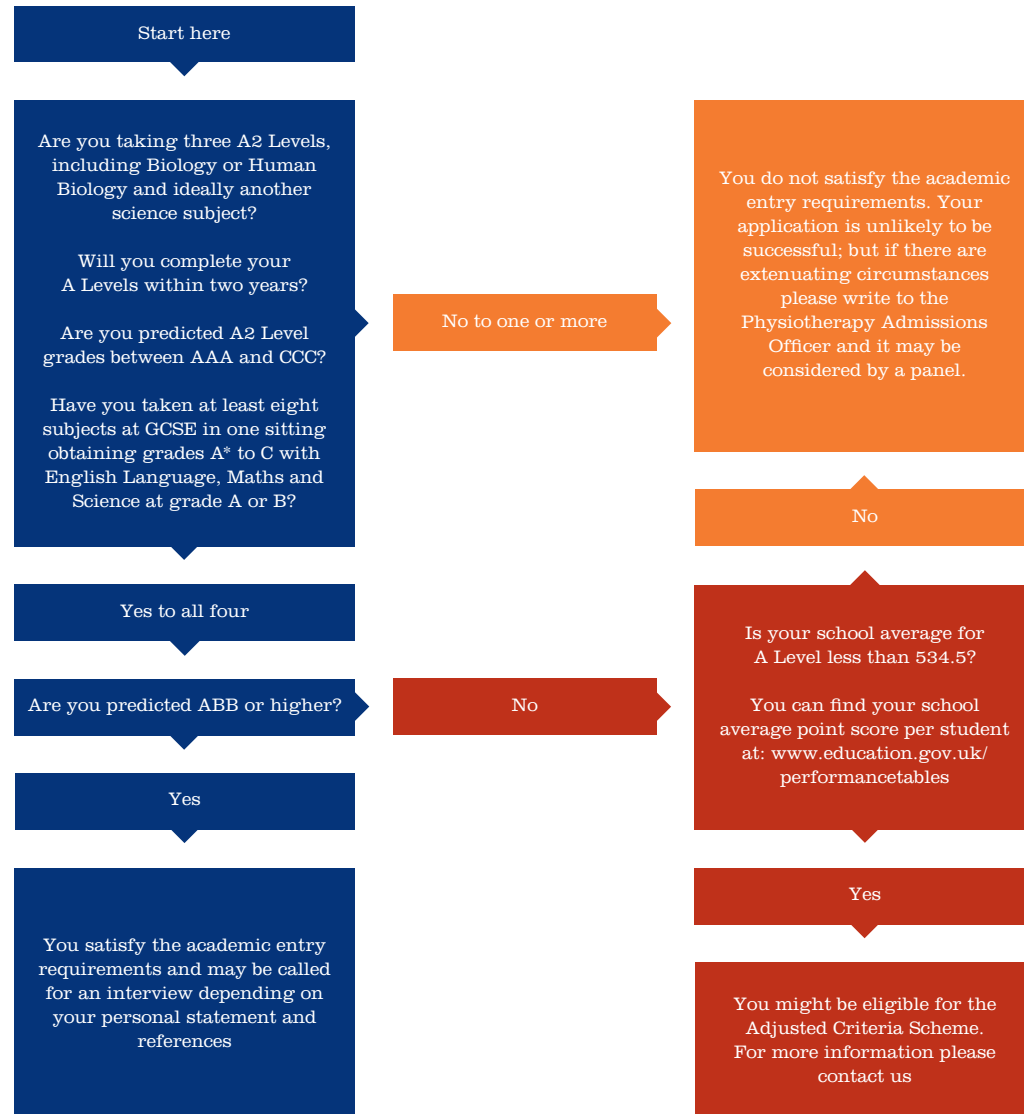 Start here
Are you taking three A2 Levels,
including Biology or Human
Biology and ideally another
science subject?
Will you complete your
A Levels within two years?
Are you predicted A2 Level
grades between AAA and CCC?
Have you taken at least eight
subjects at GCSE in one sitting
obtaining grades A* to C with
English Language, Maths and
Science at grade A or B?
No to one or more
You do not satisfy the academic
entry requirements. Your
application is unlikely to be
successful; but if there are
extenuating circumstances
please write to the
Physiotherapy Admissions
Officer and it may be
considered by a panel.
No
Yes to all four
Are you predicted ABB or higher?
No
Is your school average for
A Level less than 534.5?
You can find your school
average point score per student
at: www.education.gov.uk/
performancetables
Yes
You satisfy the academic entry
requirements and may be called
for an interview depending on
your personal statement and
references
Yes
You might be eligible for the
Adjusted Criteria Scheme.
For more information please
contact us